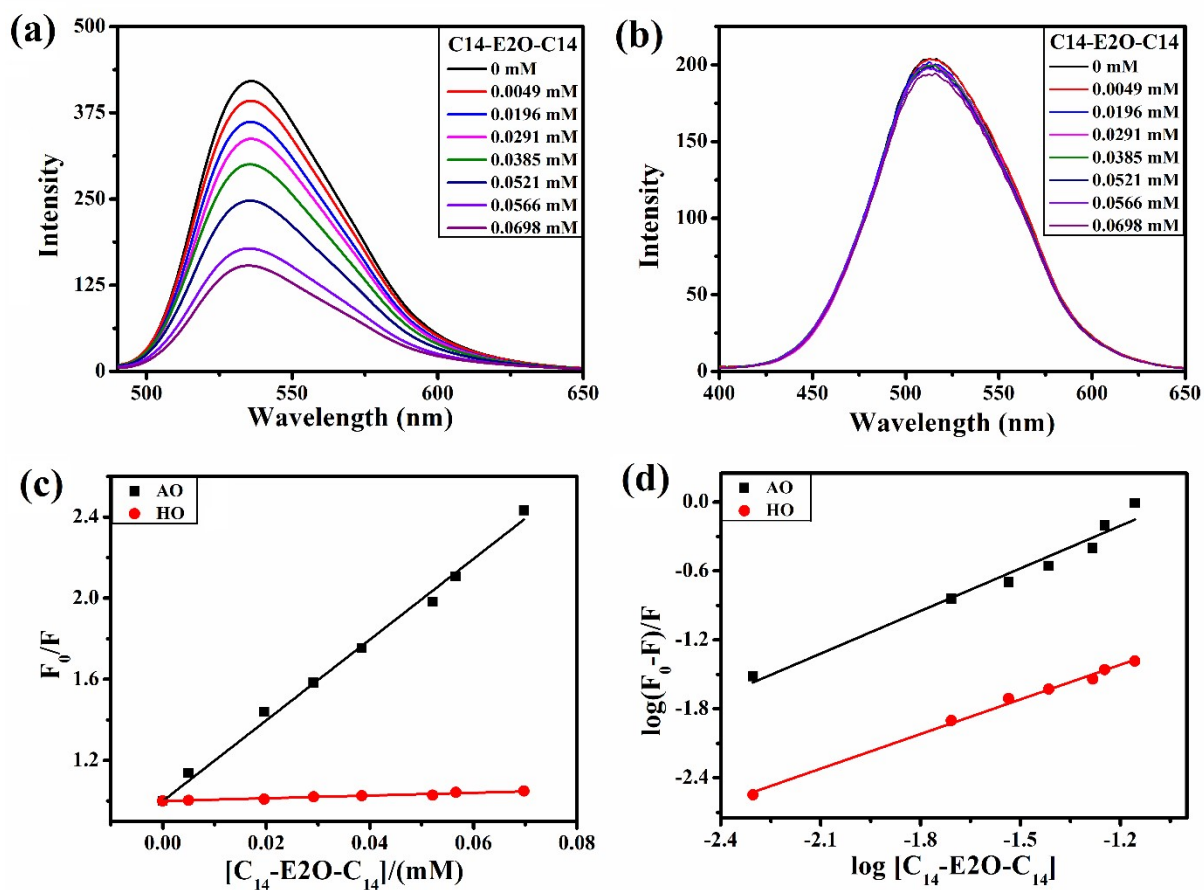 (a)
500
375
250
125
0
Intensity
500
550
600
650
Wavelength (nm)
C14-E2O-C14
0 mM
0.0049 mM
0.0196 mM
0.0291 mM
0.0385 mM
0.0521 mM
0.0566 mM
0.0698 mM
(b)
200
150
100
50
0
Intensity
400
450
500
550
600
650
Wavelength (nm)
C14-E2O-C14
0 mM
0.0049 mM
0.0196 mM
0.0291 mM
0.0385 mM
0.0521 mM
0.0566 mM
0.0698 mM
(c)
AO
HO
2.4
1.8
1.6
1.2
F0/F
0.00
0.02
0.04
0.06
0.08
[C14-E2O-C14]/(mM)
(d)
AO
HO
0.0
-0.6
-1.2
-1.8
-2.4
log(F0-F)/F
-2.4
-2.1
-1.8
-1.5
-1.2
log [C14-E2O-C14]